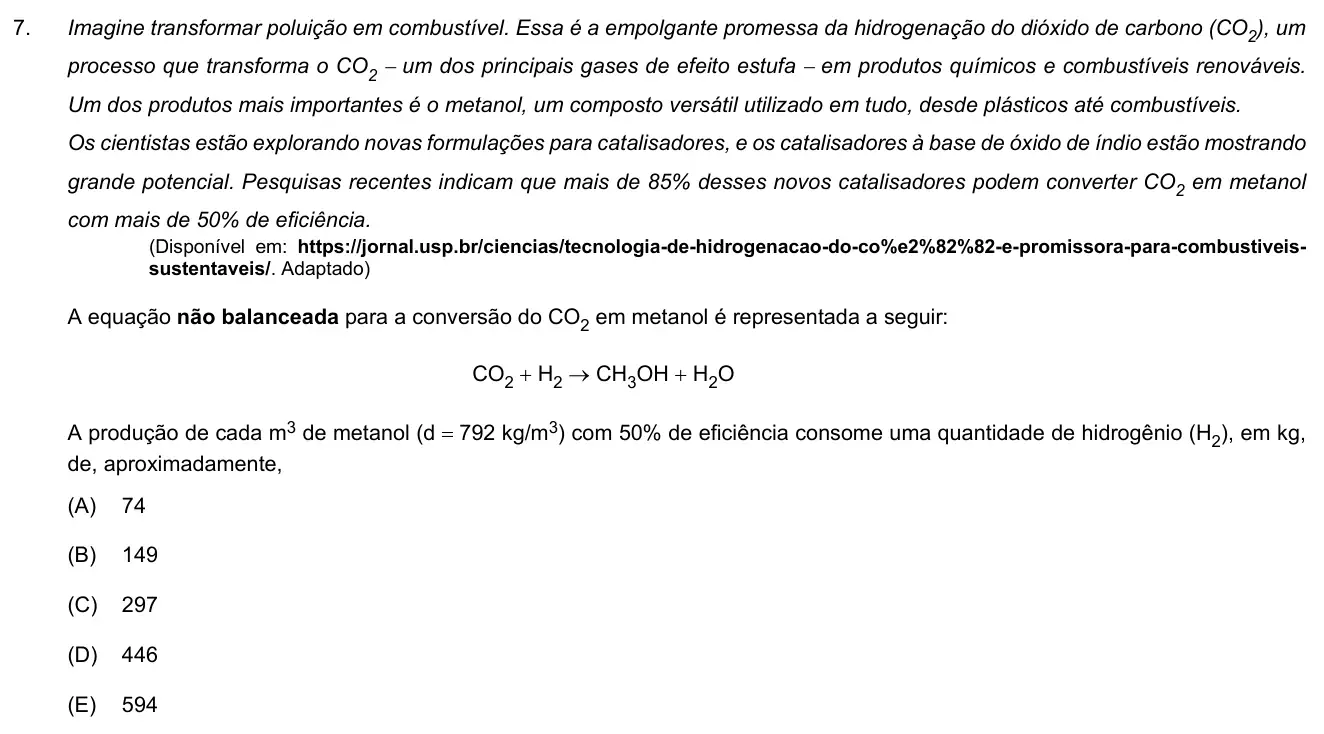 7. Imagine transformar poluição em combustível. Essa é a empolgante promessa da hidrogenação do dióxido de carbono (CO₂), um
processo que transforma o CO₂ – um dos principais gases de efeito estufa – em produtos químicos e combustíveis renováveis.
Um dos produtos mais importantes é o metanol, um composto versátil utilizado em tudo, desde plásticos até combustíveis.
Os cientistas estão explorando novas formulações para catalisadores, e os catalisadores à base de óxido de índio estão mostrando
grande potencial. Pesquisas recentes indicam que mais de 85% desses novos catalisadores podem converter CO₂ em metanol
com mais de 50% de eficiência.
(Disponível em: https://jornal.usp.br/ciencias/tecnologia-de-hidrogenacao-do-co%e2%82%82-e-promissora-para-combustiveis-
sustentaveis/. Adaptado)
A equação não balanceada para a conversão do CO₂ em metanol é representada a seguir:
CO₂ + H₂ → CH₃OH + H₂O
A produção de cada m³ de metanol (d = 792 kg/m³) com 50% de eficiência consome uma quantidade de hidrogênio (H₂), em kg,
de, aproximadamente,
(A) 74
(B) 149
(C) 297
(D) 446
(E) 594